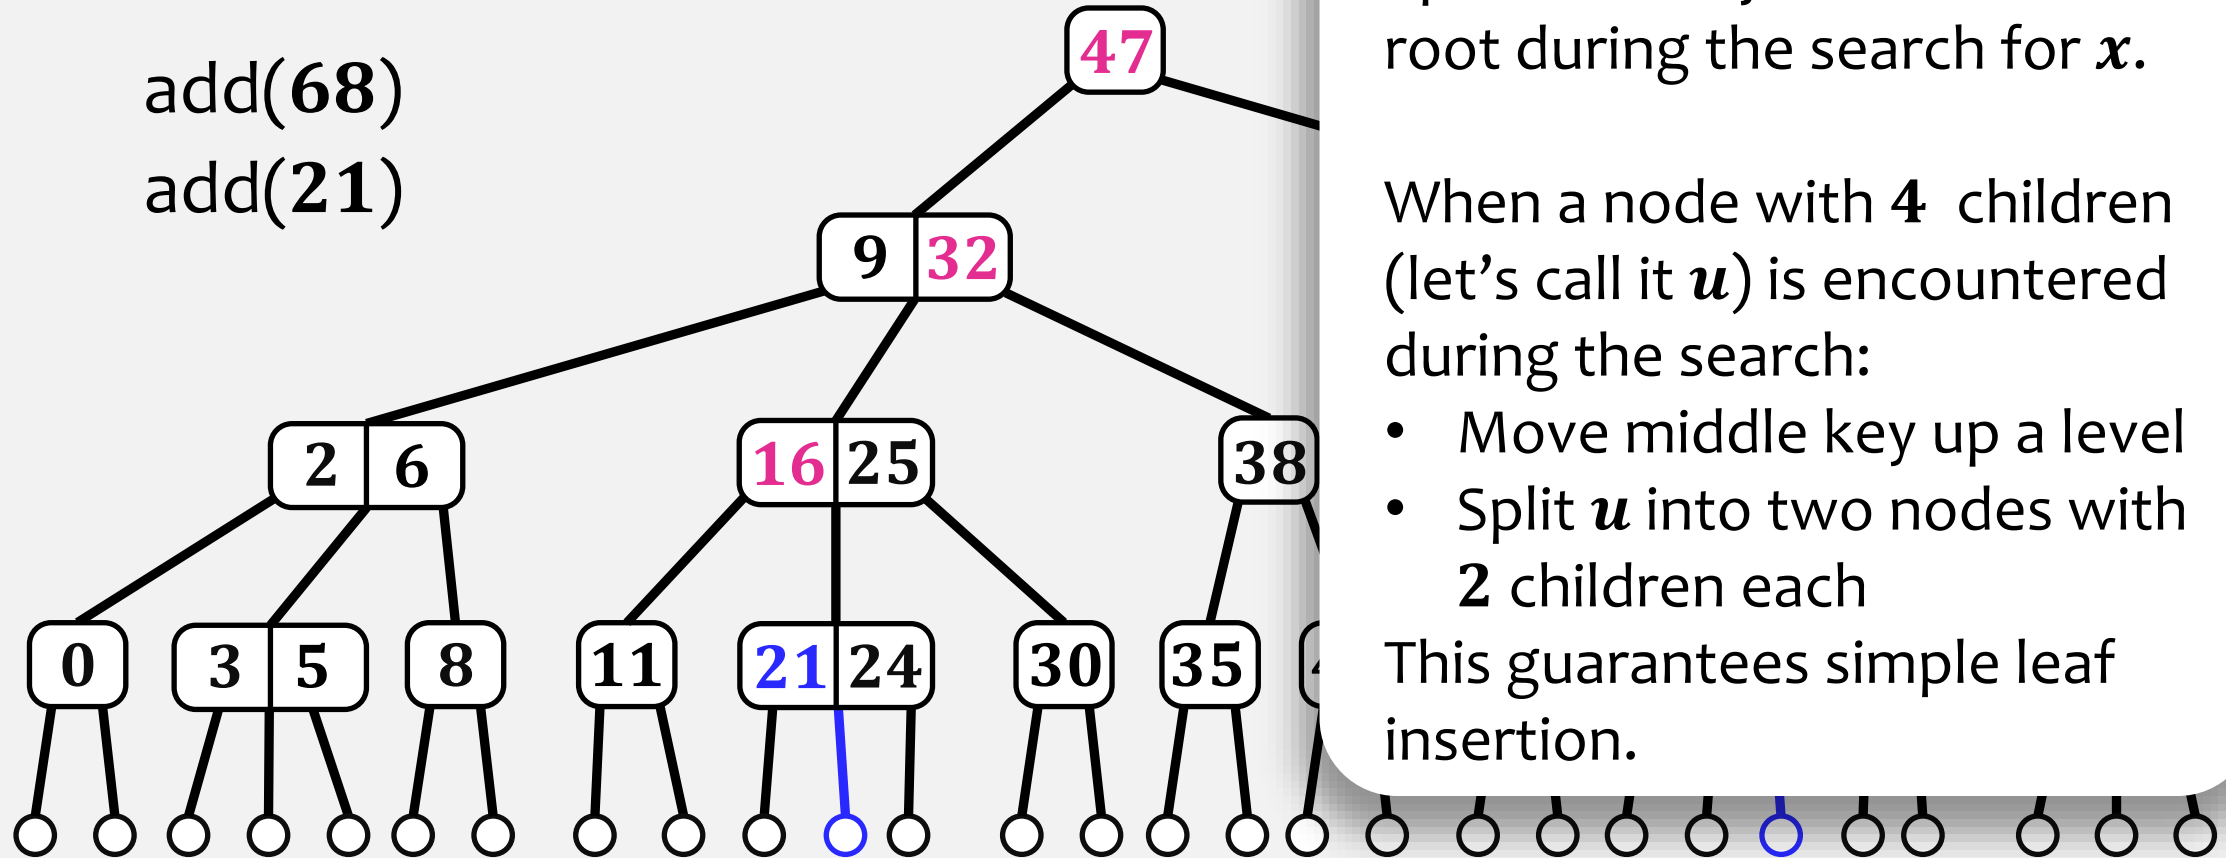 add(68)
add(21)
47
9 32
2 6
16 25
38
0
3 5
8
11
21 24
30
35
root during the search for x.
When a node with 4 children
(let's call it u) is encountered
during the search:
• Move middle key up a level
• Split u into two nodes with
2 children each
This guarantees simple leaf
insertion.